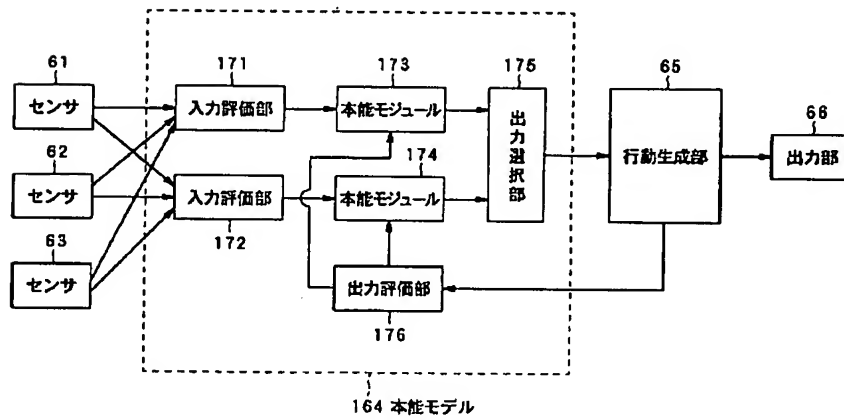 61
センサ
62
センサ
63
センサ
171
入力評価部
入力評価部
172
173
本能モジュール
174
本能モジュール
175
出力選択部
出力評価部
176
65
行動生成部
66
出力部
164 本能モデル